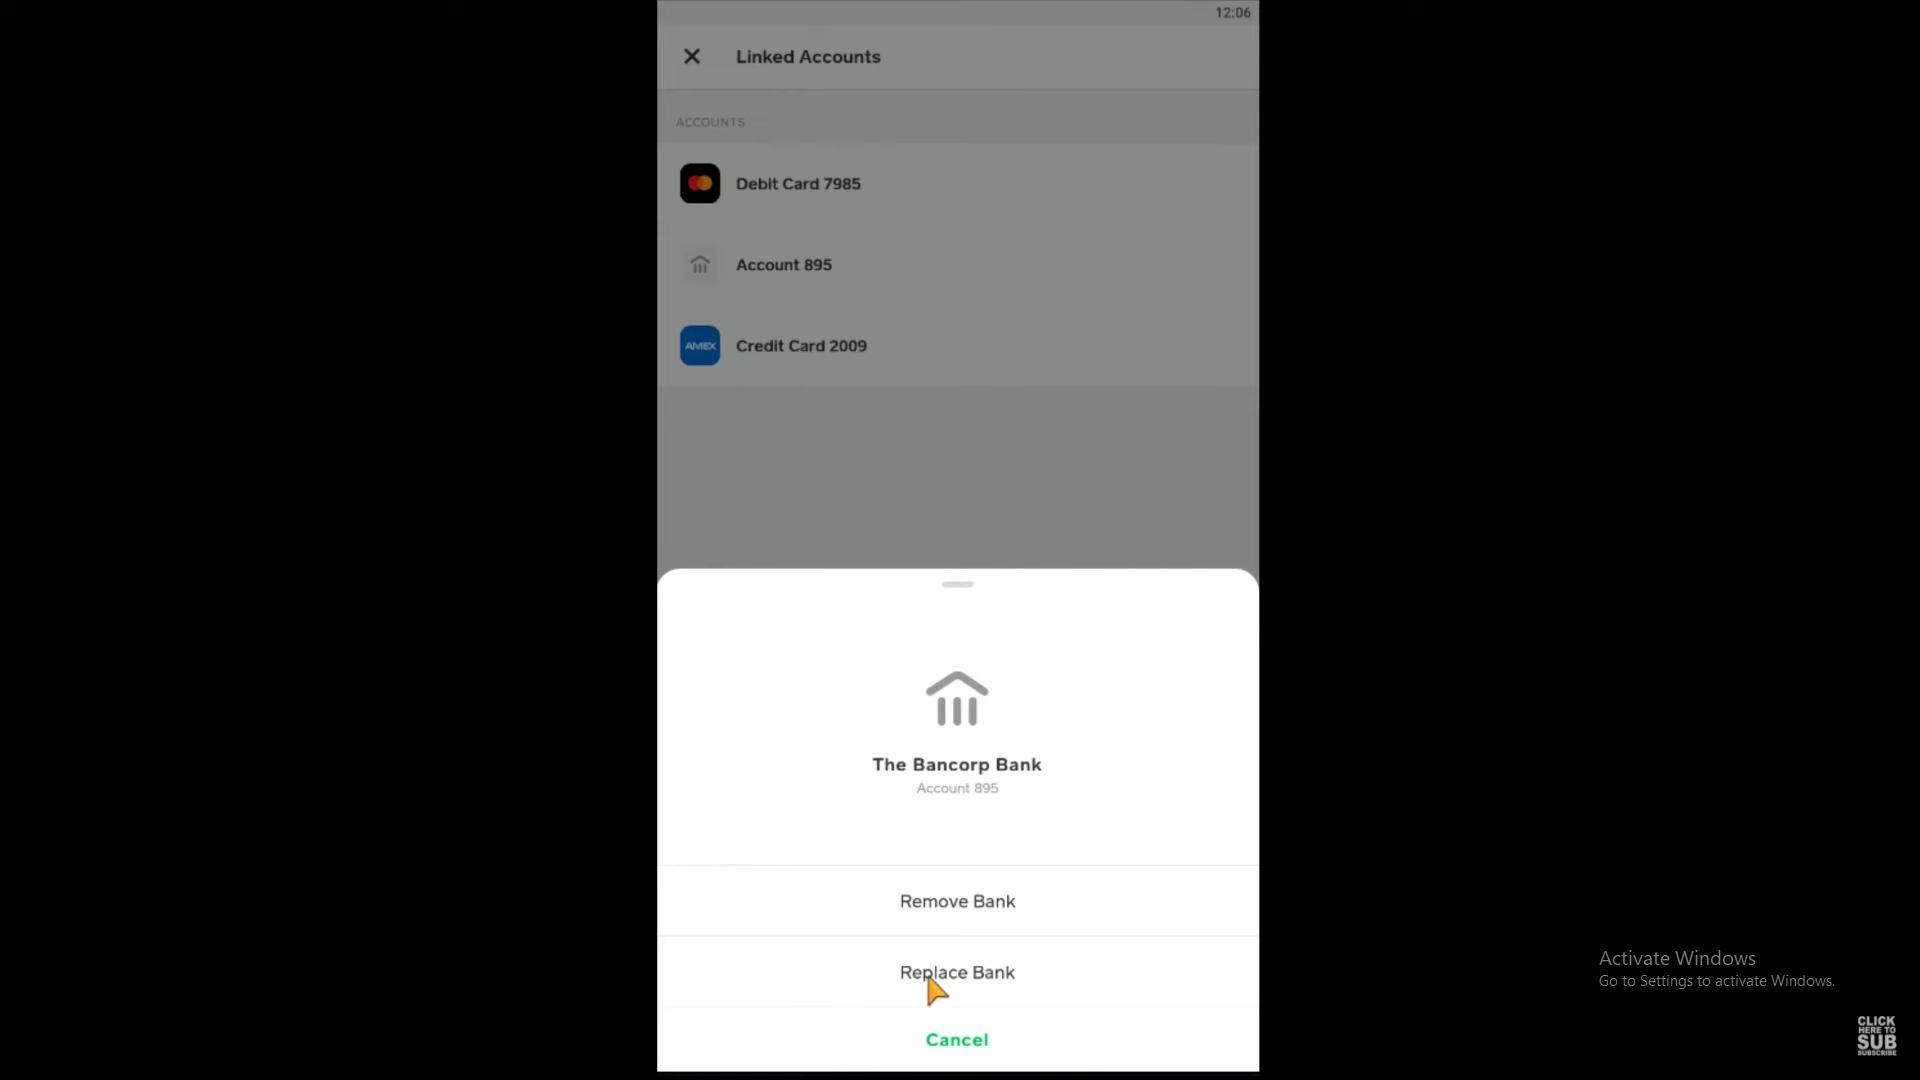 12:06
Linked Accounts
ACCOUNTS
Debit Card 7985
Account 895
AMEX
Credit Card 2009
The Bancorp Bank
Account 895
Remove Bank
Replace Bank
Cancel
Activate Windows
Go to Settings to activate Windows.
CLICK
HERE TO
SUB
SUBSCRIBE